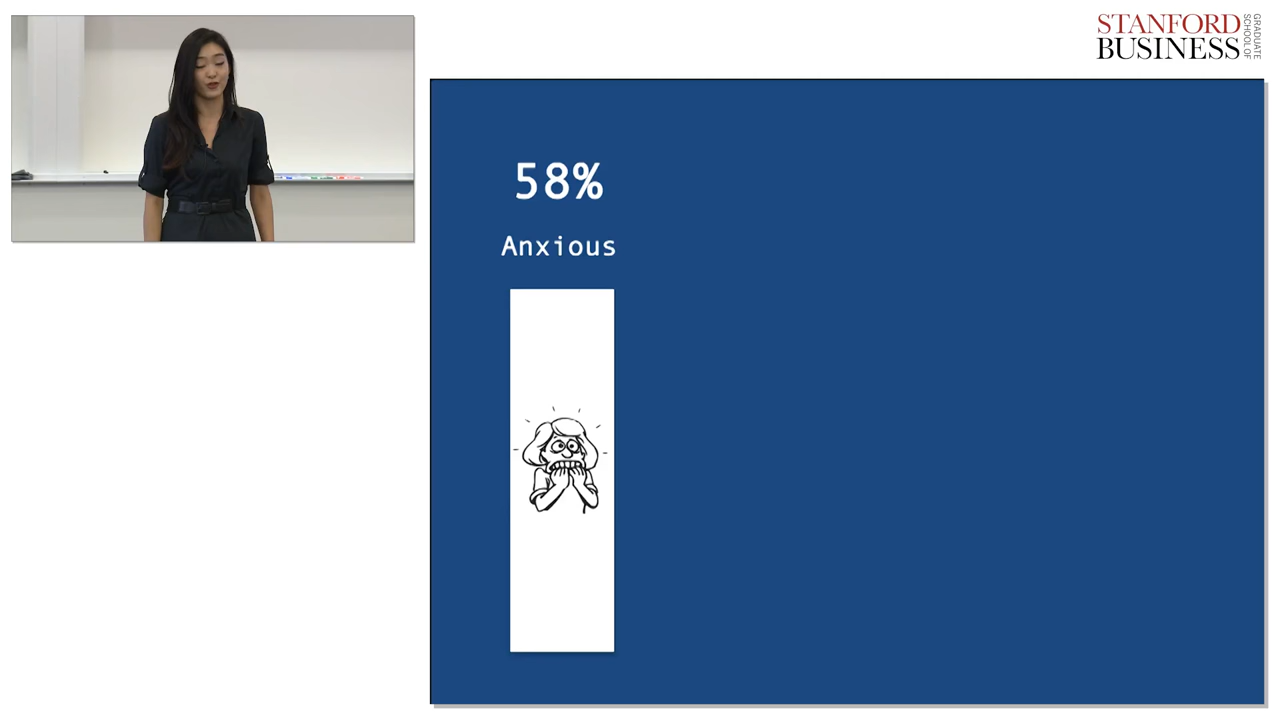 STANFORD
BUSINESS
GRADUATE
SCHOOL OF
58%
Anxious